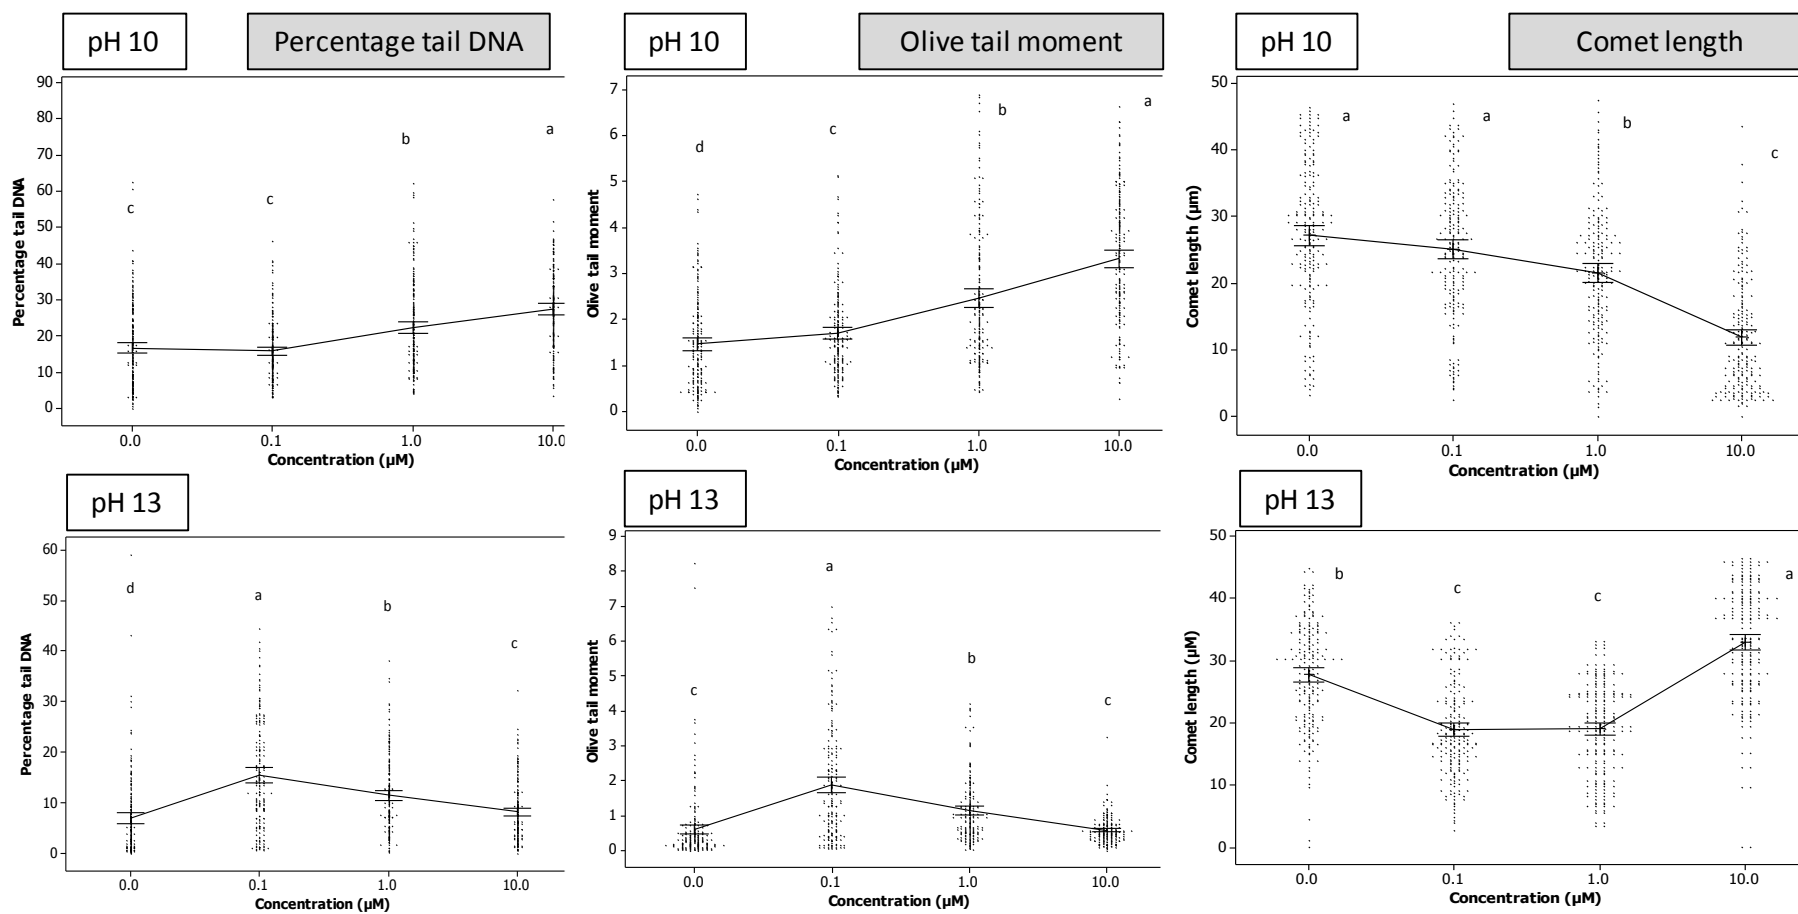 pH 10
Percentage tail DNA
90
80
70
60
50
40
30
20
10
0
Percentage tail DNA
c
c
b
a
0.0
0.1
1.0
10.0
Concentration (µM)
pH 10
Olive tail moment
7
6
5
4
3
2
1
0
Olive tail moment
d
c
b
a
0.0
0.1
1.0
10.0
Concentration (µM)
pH 10
Comet length
50
40
30
20
10
0
Comet length (µm)
a
a
b
c
0.0
0.1
1.0
10.0
Concentration (µM)
pH 13
60
50
40
30
20
10
0
Percentage tail DNA
d
a
b
c
0.0
0.1
1.0
10.0
Concentration (µM)
pH 13
9
8
7
6
5
4
3
2
1
0
Olive tail moment
c
a
b
c
0.0
0.1
1.0
10.0
Concentration (µM)
pH 13
50
40
30
20
10
0
Comet length (µM)
b
c
c
a
0.0
0.1
1.0
10.0
Concentration (µM)